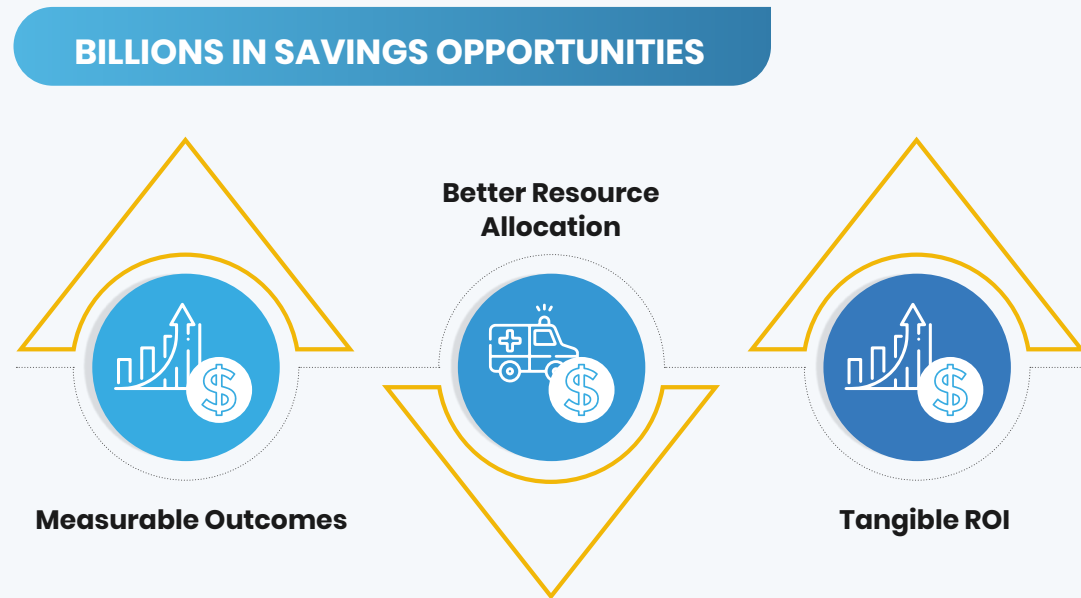 BILLIONS IN SAVINGS OPPORTUNITIES
Better Resource
Allocation
$
$
$
Measurable Outcomes
Tangible ROI